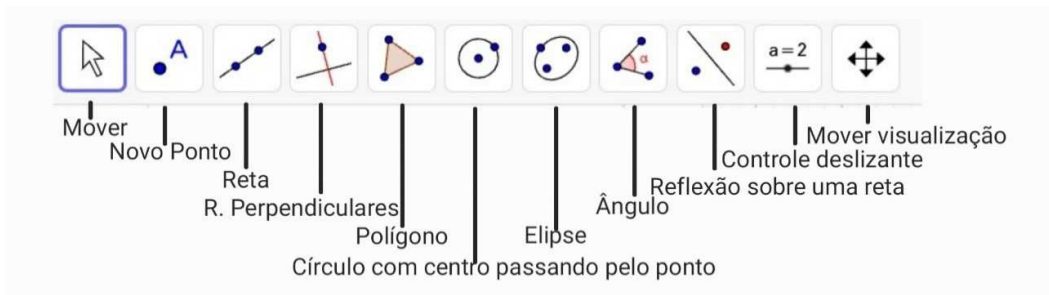 A
α
a = 2
Mover
Novo Ponto
Reta
R. Perpendiculares
Polígono
Círculo com centro passando pelo ponto
Elipse
Ângulo
Reflexão sobre uma reta
Controle deslizante
Mover visualização